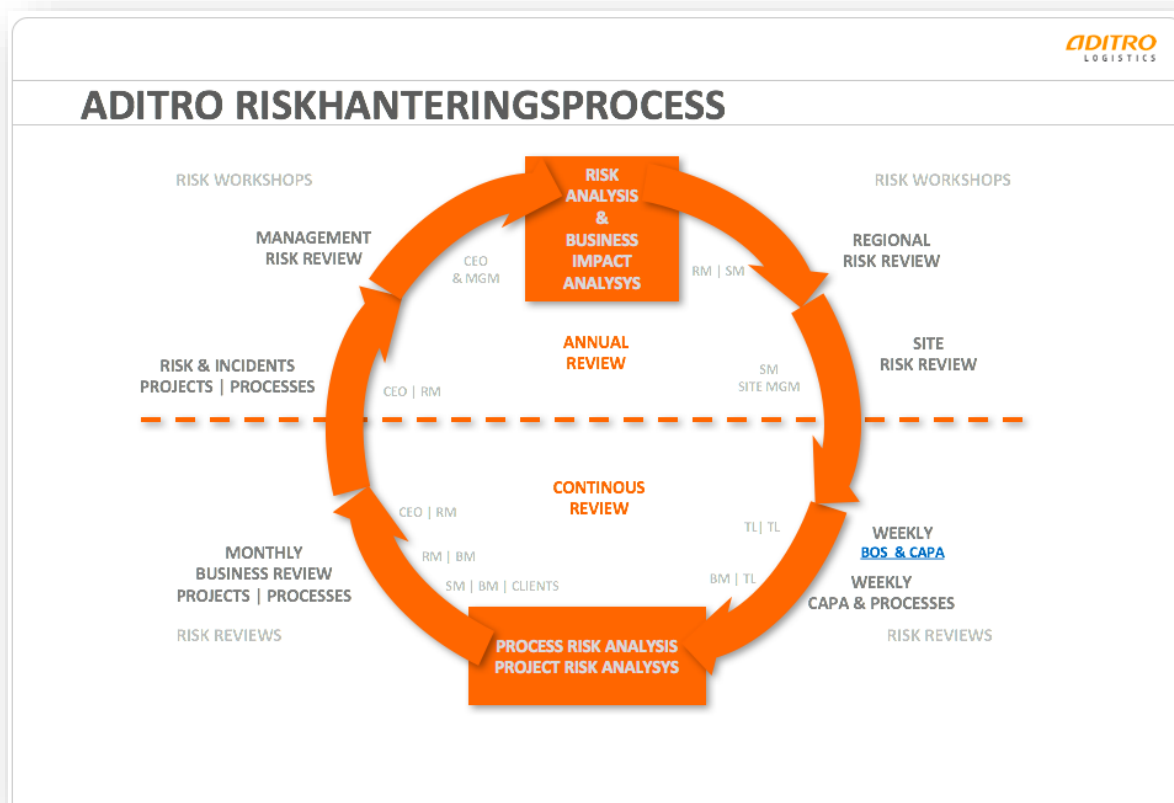 ADITRO
LOGISTICS
ADITRO RISKHANTERINGSPROCESS
RISK WORKSHOPS
RISK
ANALYSIS
&
BUSINESS
IMPACT
ANALYSYS
RISK WORKSHOPS
MANAGEMENT
RISK REVIEW
CEO
& MGM
RM | SM
REGIONAL
RISK REVIEW
ANNUAL
REVIEW
RISK & INCIDENTS
PROJECTS | PROCESSES
CEO | RM
SM
SITE MGM
SITE
RISK REVIEW
CONTINOUS
REVIEW
CEO | RM
RM | BM
SM | BM | CLIENTS
TL| TL
BM | TL
MONTHLY
BUSINESS REVIEW
PROJECTS | PROCESSES
WEEKLY
BOS & CAPA
WEEKLY
CAPA & PROCESSES
RISK REVIEWS
PROCESS RISK ANALYSIS
PROJECT RISK ANALYSYS
RISK REVIEWS